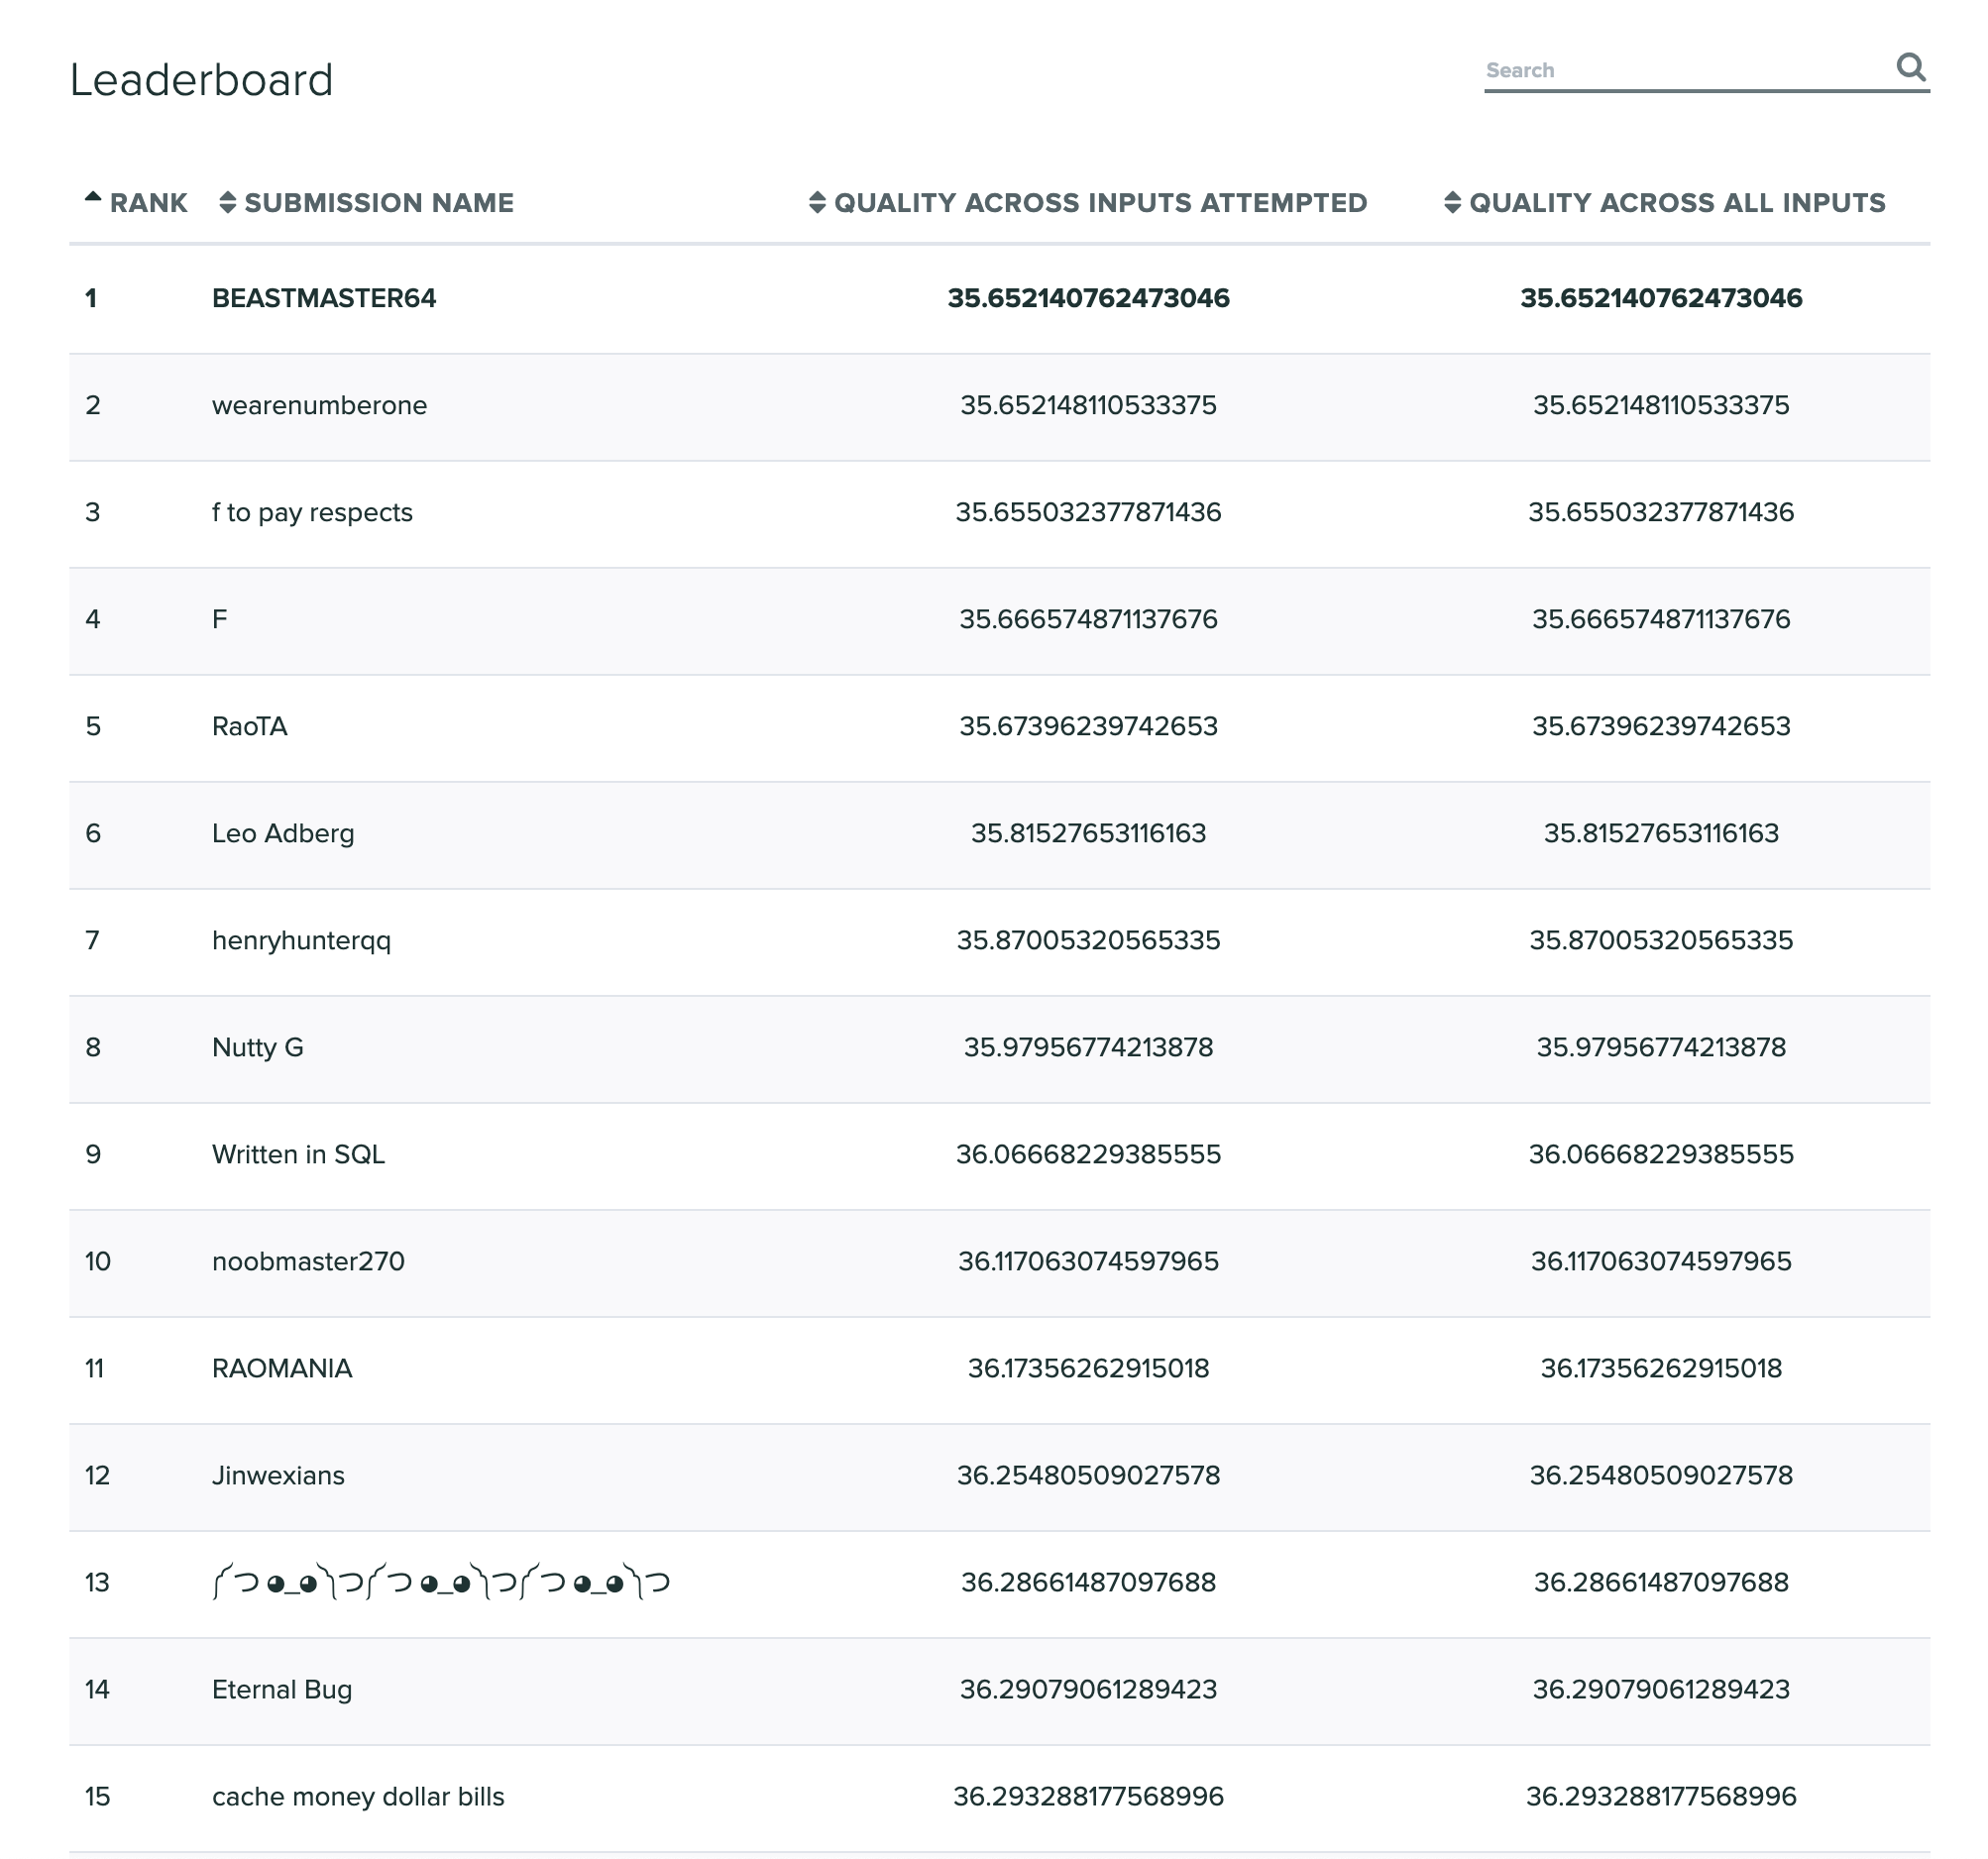 Leaderboard
Search
RANK SUBMISSION NAME QUALITY ACROSS INPUTS ATTEMPTED QUALITY ACROSS ALL INPUTS
1 BEASTMASTER64 35.652140762473046 35.652140762473046
2 wearenumberone 35.652148110533375 35.652148110533375
3 f to pay respects 35.655032377871436 35.655032377871436
4 F 35.666574871137676 35.666574871137676
5 RaoTA 35.67396239742653 35.67396239742653
6 Leo Adberg 35.81527653116163 35.81527653116163
7 henryhunterqq 35.87005320565335 35.87005320565335
8 Nutty G 35.97956774213878 35.97956774213878
9 Written in SQL 36.06668229385555 36.06668229385555
10 noobmaster270 36.117063074597965 36.117063074597965
11 RAOMANIA 36.17356262915018 36.17356262915018
12 Jinwexians 36.25480509027578 36.25480509027578
13 ༼つ ◕_◕༽つ༼つ ◕_◕༽つ༼つ ◕_◕༽つ 36.28661487097688 36.28661487097688
14 Eternal Bug 36.29079061289423 36.29079061289423
15 cache money dollar bills 36.293288177568996 36.293288177568996